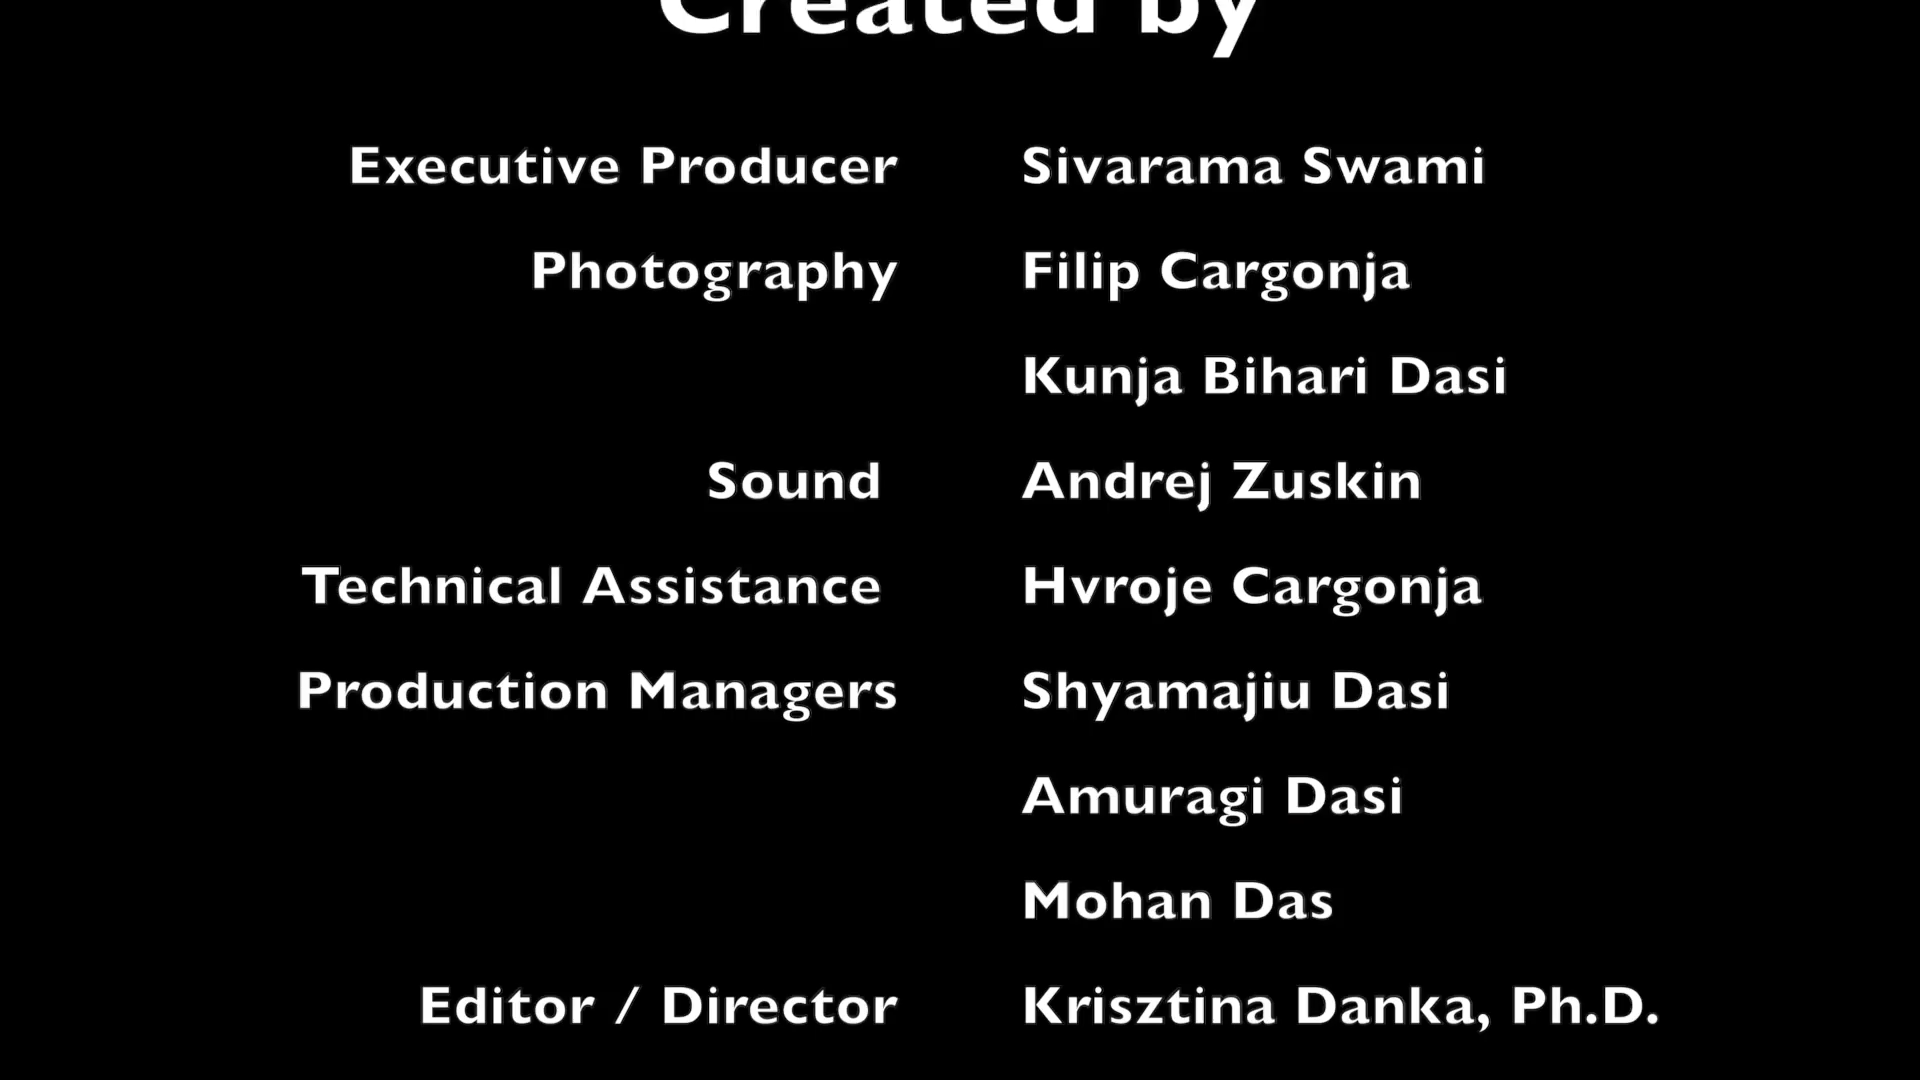 Created by
Executive Producer Sivarama Swami
Photography Filip Cargonja
Kunja Bihari Dasi
Sound Andrej Zuskin
Technical Assistance Hvroje Cargonja
Production Managers Shyamajiu Dasi
Amuragi Dasi
Mohan Das
Editor / Director Krisztina Danka, Ph.D.